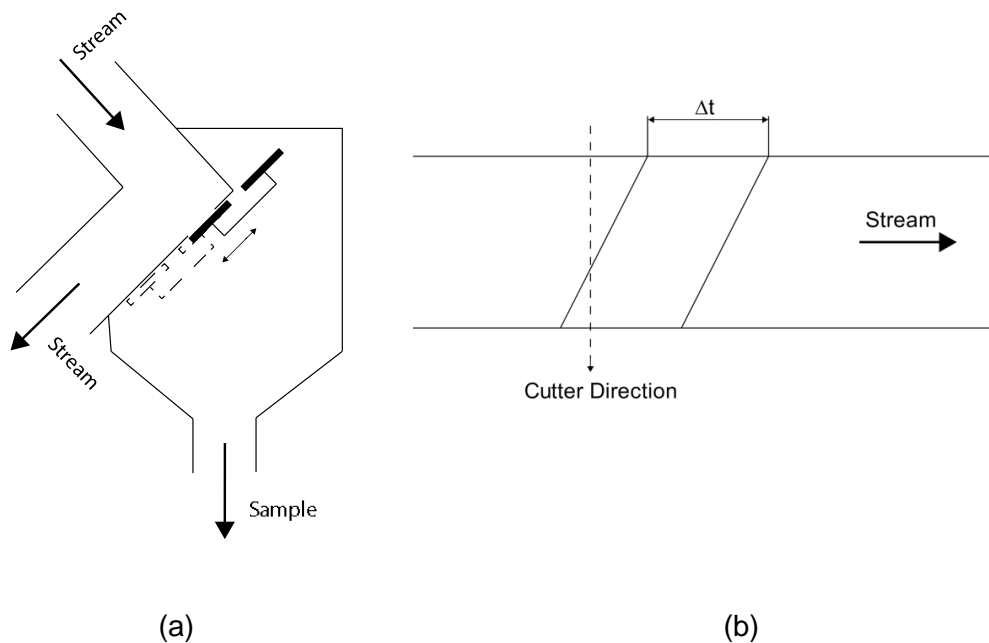 Stream
Stream
Sample
Δt
Stream
Cutter Direction
(a)
(b)